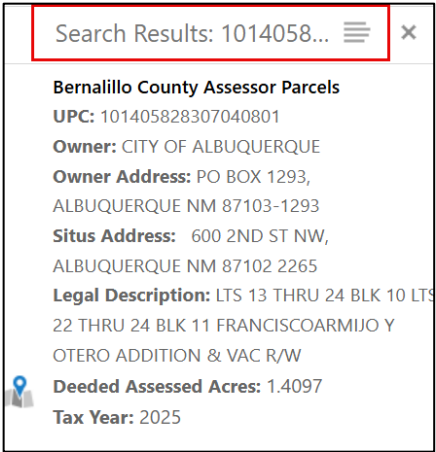 Search Results: 1014058...
Bernalillo County Assessor Parcels
UPC: 101405828307040801
Owner: CITY OF ALBUQUERQUE
Owner Address: PO BOX 1293,
ALBUQUERQUE NM 87103-1293
Situs Address: 600 2ND ST NW,
ALBUQUERQUE NM 87102 2265
Legal Description: LTS 13 THRU 24 BLK 10 LTS
22 THRU 24 BLK 11 FRANCISCOARMIJO Y
OTERO ADDITION & VAC R/W
Deeded Assessed Acres: 1.4097
Tax Year: 2025